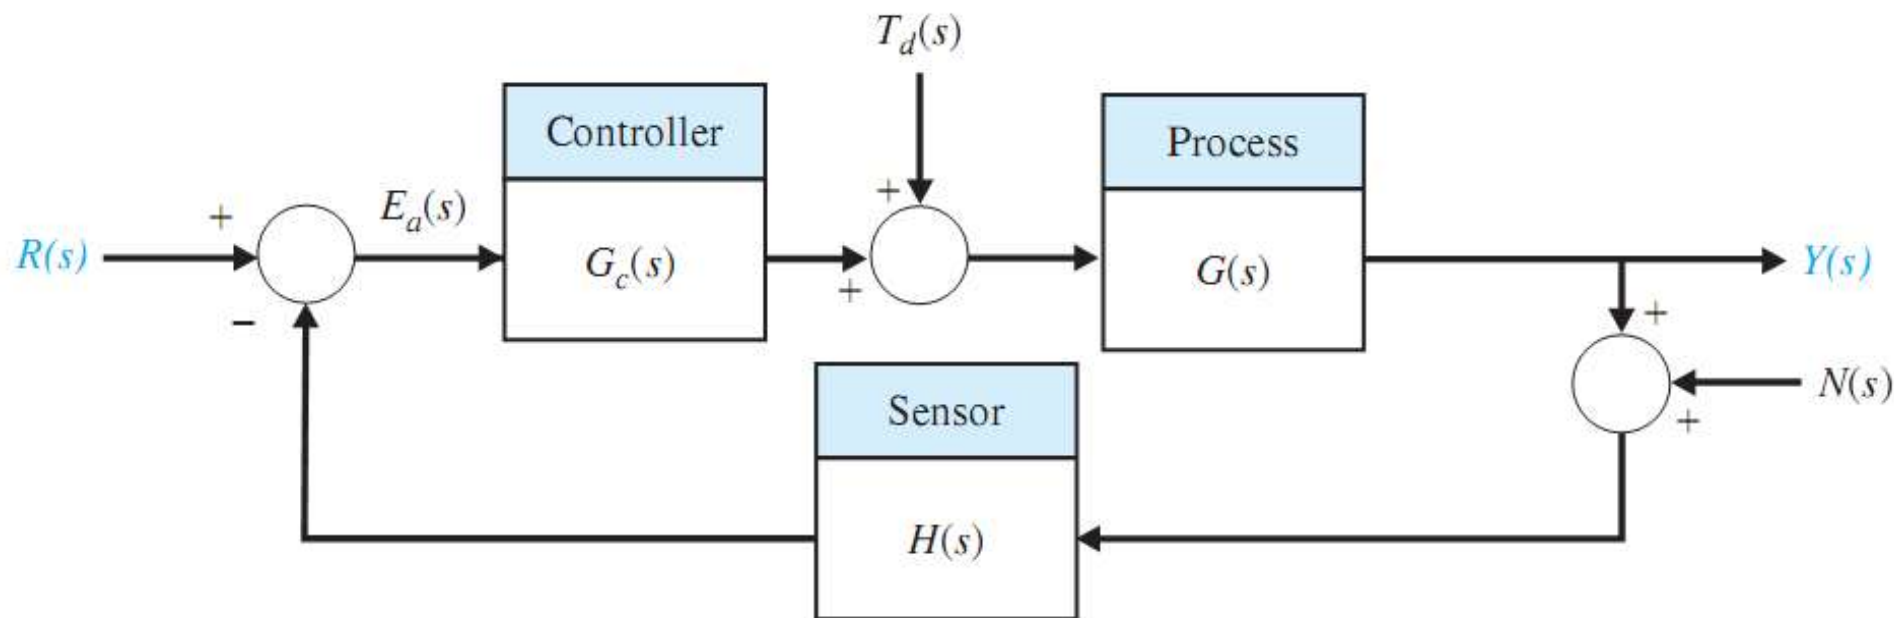 T_d(s)
Controller
Process
+
+
E_a(s)
R(s)
G_c(s)
+
G(s)
Y(s)
−
+
N(s)
+
Sensor
H(s)